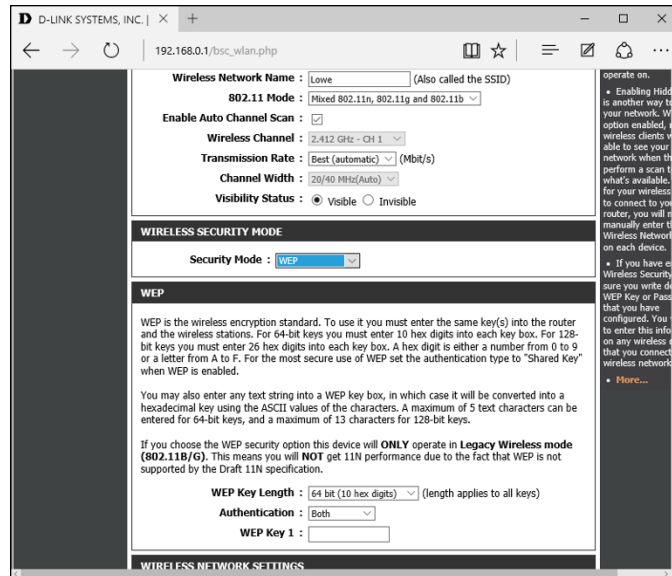 D-LINK SYSTEMS, INC. |
192.168.0.1/bsc_wlan.php
Wireless Network Name : Lowe (Also called the SSID)
802.11 Mode : Mixed 802.11n, 802.11g and 802.11b
Enable Auto Channel Scan :
Wireless Channel : 2.412 GHz - CH 1
Transmission Rate : Best (automatic) (Mbit/s)
Channel Width : 20/40 MHz(Auto)
Visibility Status : Visible Invisible
WIRELESS SECURITY MODE
Security Mode : WEP
WEP
WEP is the wireless encryption standard. To use it you must enter the same key(s) into the router
and the wireless stations. For 64-bit keys you must enter 10 hex digits into each key box. For 128-
bit keys you must enter 26 hex digits into each key box. A hex digit is either a number from 0 to 9
or a letter from A to F. For the most secure use of WEP set the authentication type to "Shared Key"
when WEP is enabled.
You may also enter any text string into a WEP key box, in which case it will be converted into a
hexadecimal key using the ASCII values of the characters. A maximum of 5 text characters can be
entered for 64-bit keys, and a maximum of 13 characters for 128-bit keys.
If you choose the WEP security option this device will ONLY operate in Legacy Wireless mode
(802.11B/G). This means you will NOT get 11N performance due to the fact that WEP is not
supported by the Draft 11N specification.
WEP Key Length : 64 bit (10 hex digits) (length applies to all keys)
Authentication : Both
WEP Key 1 :
WIRELESS NETWORK SETTINGS
operate on.
• Enabling Hidd
is another way to
your network. W
option enabled,
wireless clients w
able to see your
network when th
perform a scan t
what's available.
for your wireless
to connect to you
router, you will n
manually enter t
Wireless Network
on each device.
• If you have e
Wireless Security
sure you write d
WEP Key or Pass
that you have
configured. You
to enter this info
on any wireless
that you connect
wireless network
• More...